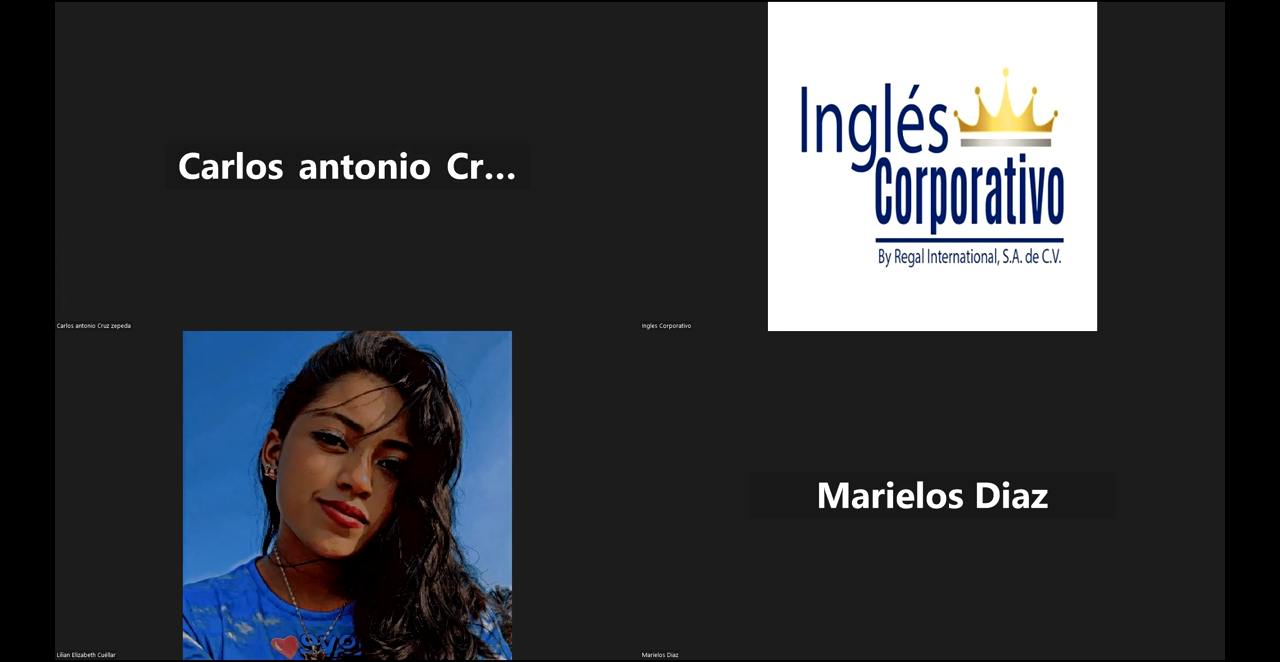 Carlos antonio Cr...
Carlos antonio Cruz zepeda
Inglés
Corporativo
By Regal International, S.A. de C.V.
Ingles Corporativo
Lilian Elizabeth Cuéllar
Marielos Diaz
Marielos Diaz